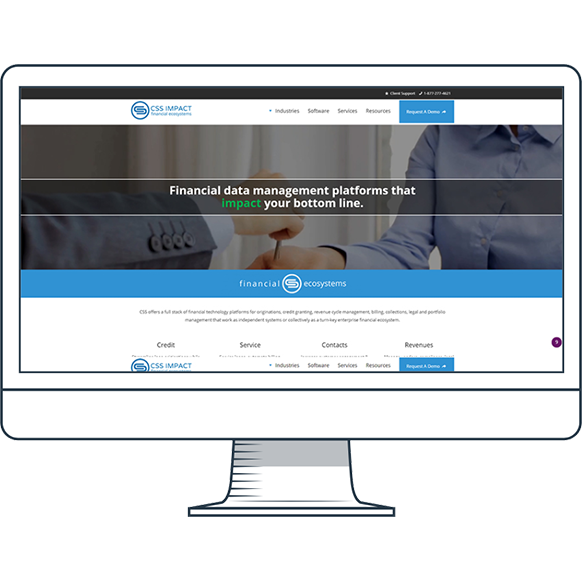 Client Support 1-877-277-4621
CSS IMPACT
financial ecosystems
Industries Software Services Resources Request A Demo
Financial data management platforms that
impact your bottom line.
financial ecosystems
CSS offers a full stack of financial technology platforms for originations, credit granting, revenue cycle management, billing, collections, legal and portfolio
management that work as independent systems or collectively as a turn-key enterprise financial ecosystem.
Credit Service Contacts Revenues
CSS IMPACT
Industries Software Services Resources Request A Demo